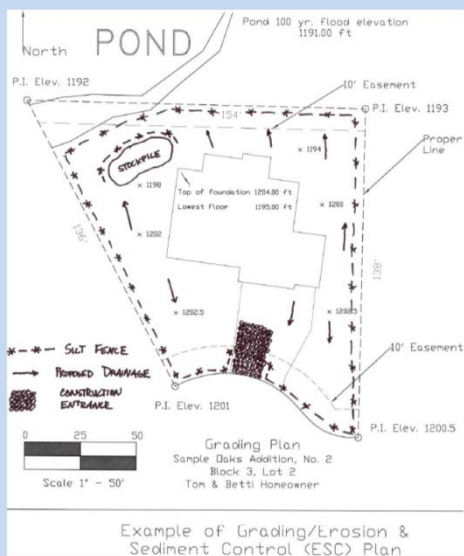 North
POND
Pond 100 yr. flood elevation
1191.00 ft
P.I. Elev. 1192
10' Easement
154'
P.I. Elev. 1193
Proper
Line
STOCKPILE
× 1194
× 1198
Top of foundation 1204.00 ft
Lowest floor 1195.00 ft
× 1200
× 1202
138'
× 1202.5
SILT FENCE
PROPOSED DRAINAGE
CONSTRUCTION
ENTRANCE
10' Easement
P.I. Elev. 1201
P.I. Elev. 1200.5
0 25 50
Scale 1" - 50'
Grading Plan
Sample Oaks Addition, No. 2
Block 3, Lot 2
Tom & Betti Homeowner
Example of Grading/Erosion &
Sediment Control (ESC) Plan